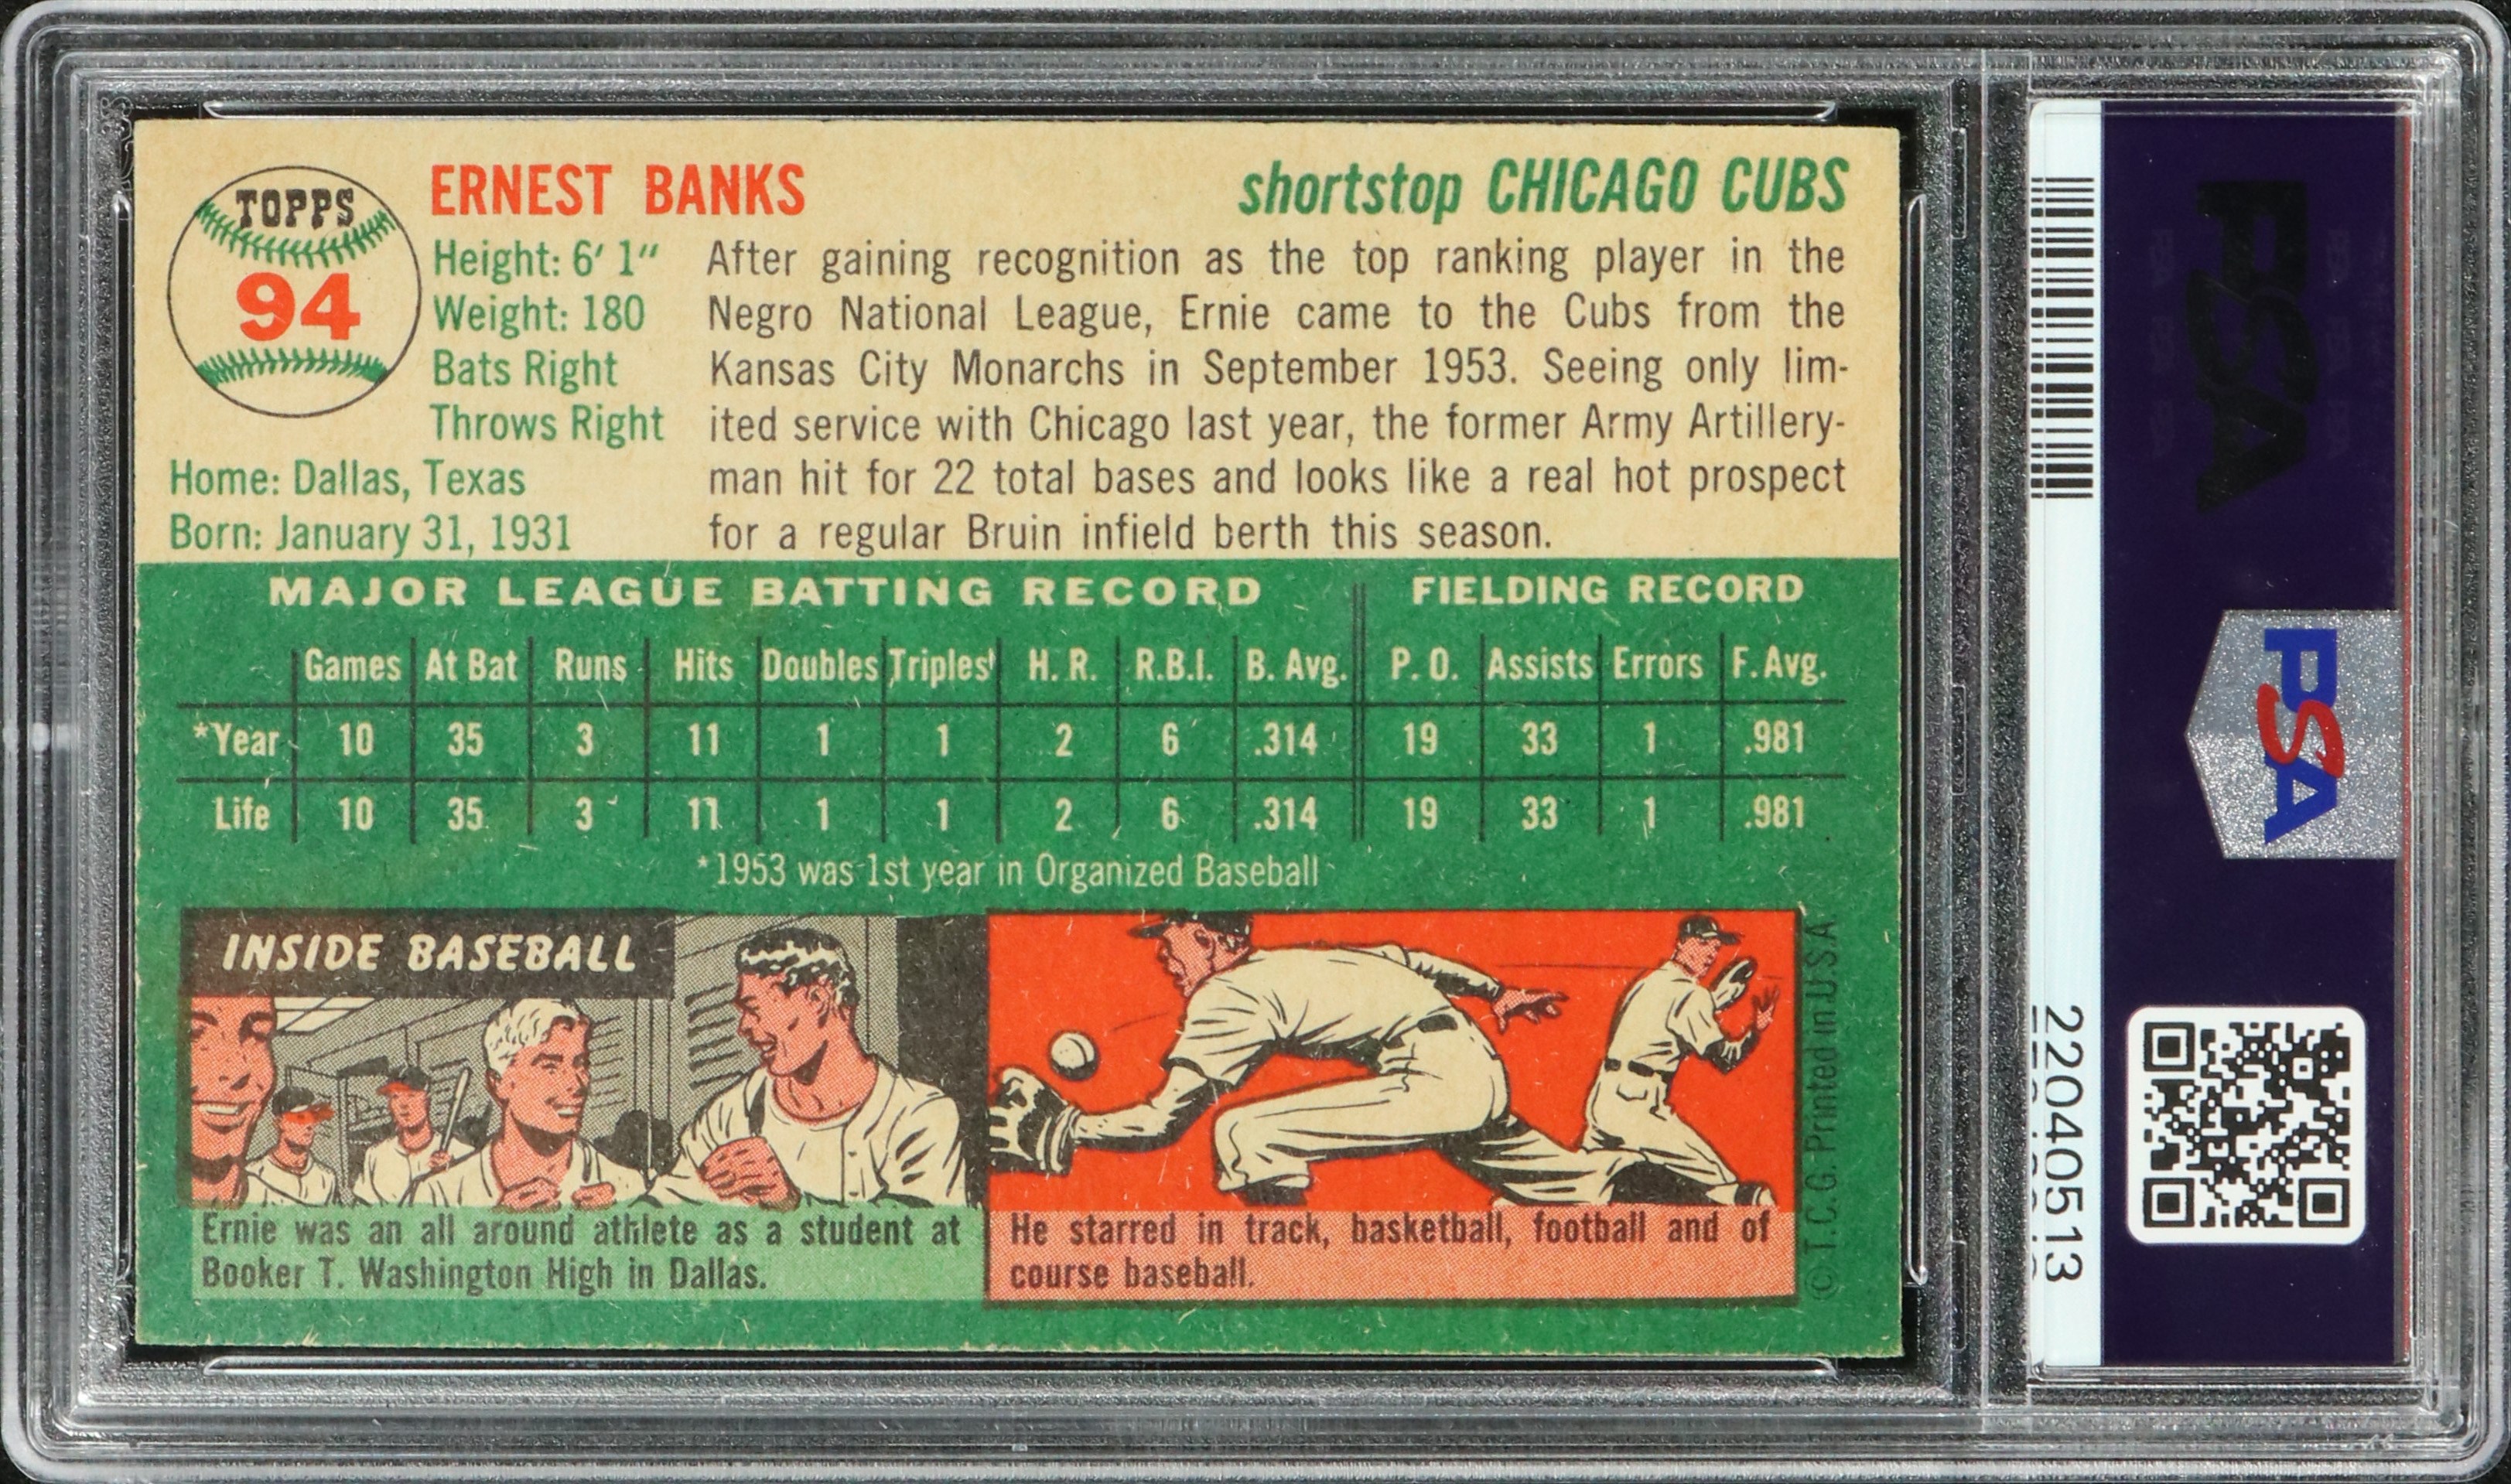 TOPPS
94
ERNEST BANKS
shortstop CHICAGO CUBS
Height: 6' 1"
Weight: 180
Bats Right
Throws Right
Home: Dallas, Texas
Born: January 31, 1931
After gaining recognition as the top ranking player in the
Negro National League, Ernie came to the Cubs from the
Kansas City Monarchs in September 1953. Seeing only lim-
ited service with Chicago last year, the former Army Artillery-
man hit for 22 total bases and looks like a real hot prospect
for a regular Bruin infield berth this season.
MAJOR LEAGUE BATTING RECORD FIELDING RECORD
Games At Bat Runs Hits Doubles Triples H. R. R.B.I. B. Avg. P. O. Assists Errors F. Avg.
*Year 10 35 3 11 1 1 2 6 .314 19 33 1 .981
Life 10 35 3 11 1 1 2 6 .314 19 33 1 .981
*1953 was 1st year in Organized Baseball
INSIDE BASEBALL
Ernie was an all around athlete as a student at
Booker T. Washington High in Dallas.
He starred in track, basketball, football and of
course baseball.
© T.C.G. Printed in U.S.A.
PSA
PSA
22040513